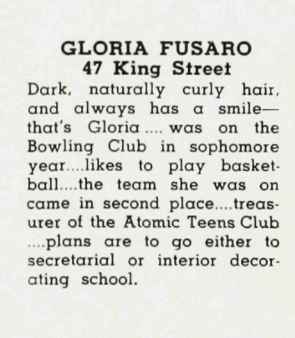 GLORIA FUSARO
47 King Street
Dark, naturally curly hair,
and always has a smile—
that's Gloria .... was on the
Bowling Club in sophomore
year....likes to play basket-
ball....the team she was on
came in second place....treas-
urer of the Atomic Teens Club
....plans are to go either to
secretarial or interior decor-
ating school.